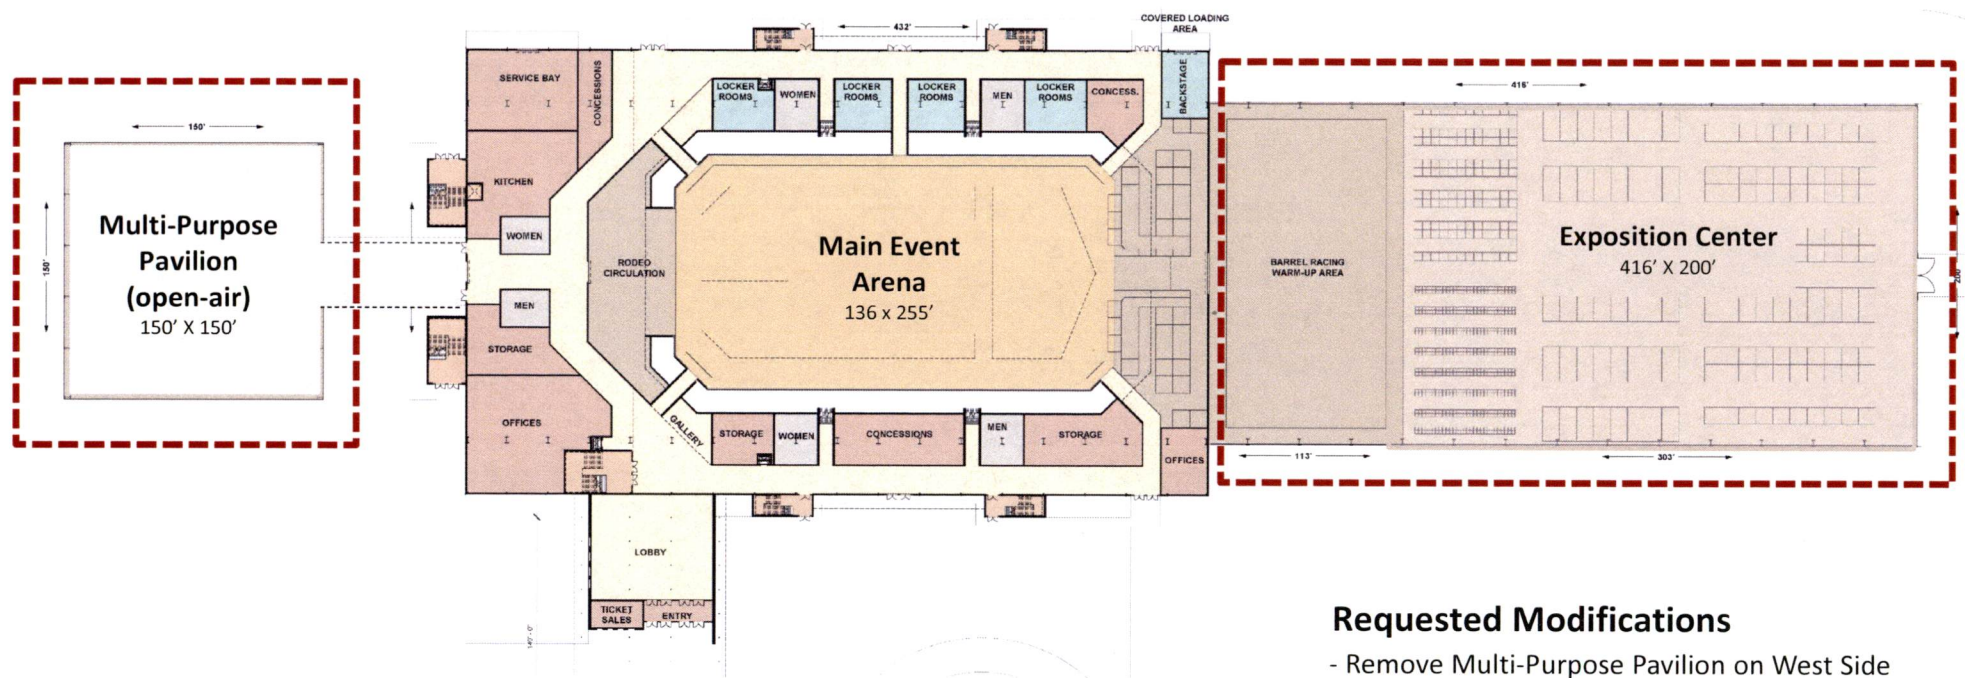 COVERED LOADING
AREA
432'
SERVICE BAY
CONCESSIONS
LOCKER
ROOMS
WOMEN
LOCKER
ROOMS
LOCKER
ROOMS
MEN
LOCKER
ROOMS
CONCESS.
BACKSTAGE
416'
150'
KITCHEN
WOMEN
Multi-Purpose
Pavilion
(open-air)
150' X 150'
150'
RODEO
CIRCULATION
Main Event
Arena
136 x 255'
BARREL RACING
WARM-UP AREA
Exposition Center
416' X 200'
200'
MEN
STORAGE
OFFICES
GALLERY
STORAGE
WOMEN
CONCESSIONS
MEN
STORAGE
OFFICES
113'
303'
LOBBY
TICKET
SALES
ENTRY
Requested Modifications
- Remove Multi-Purpose Pavilion on West Side